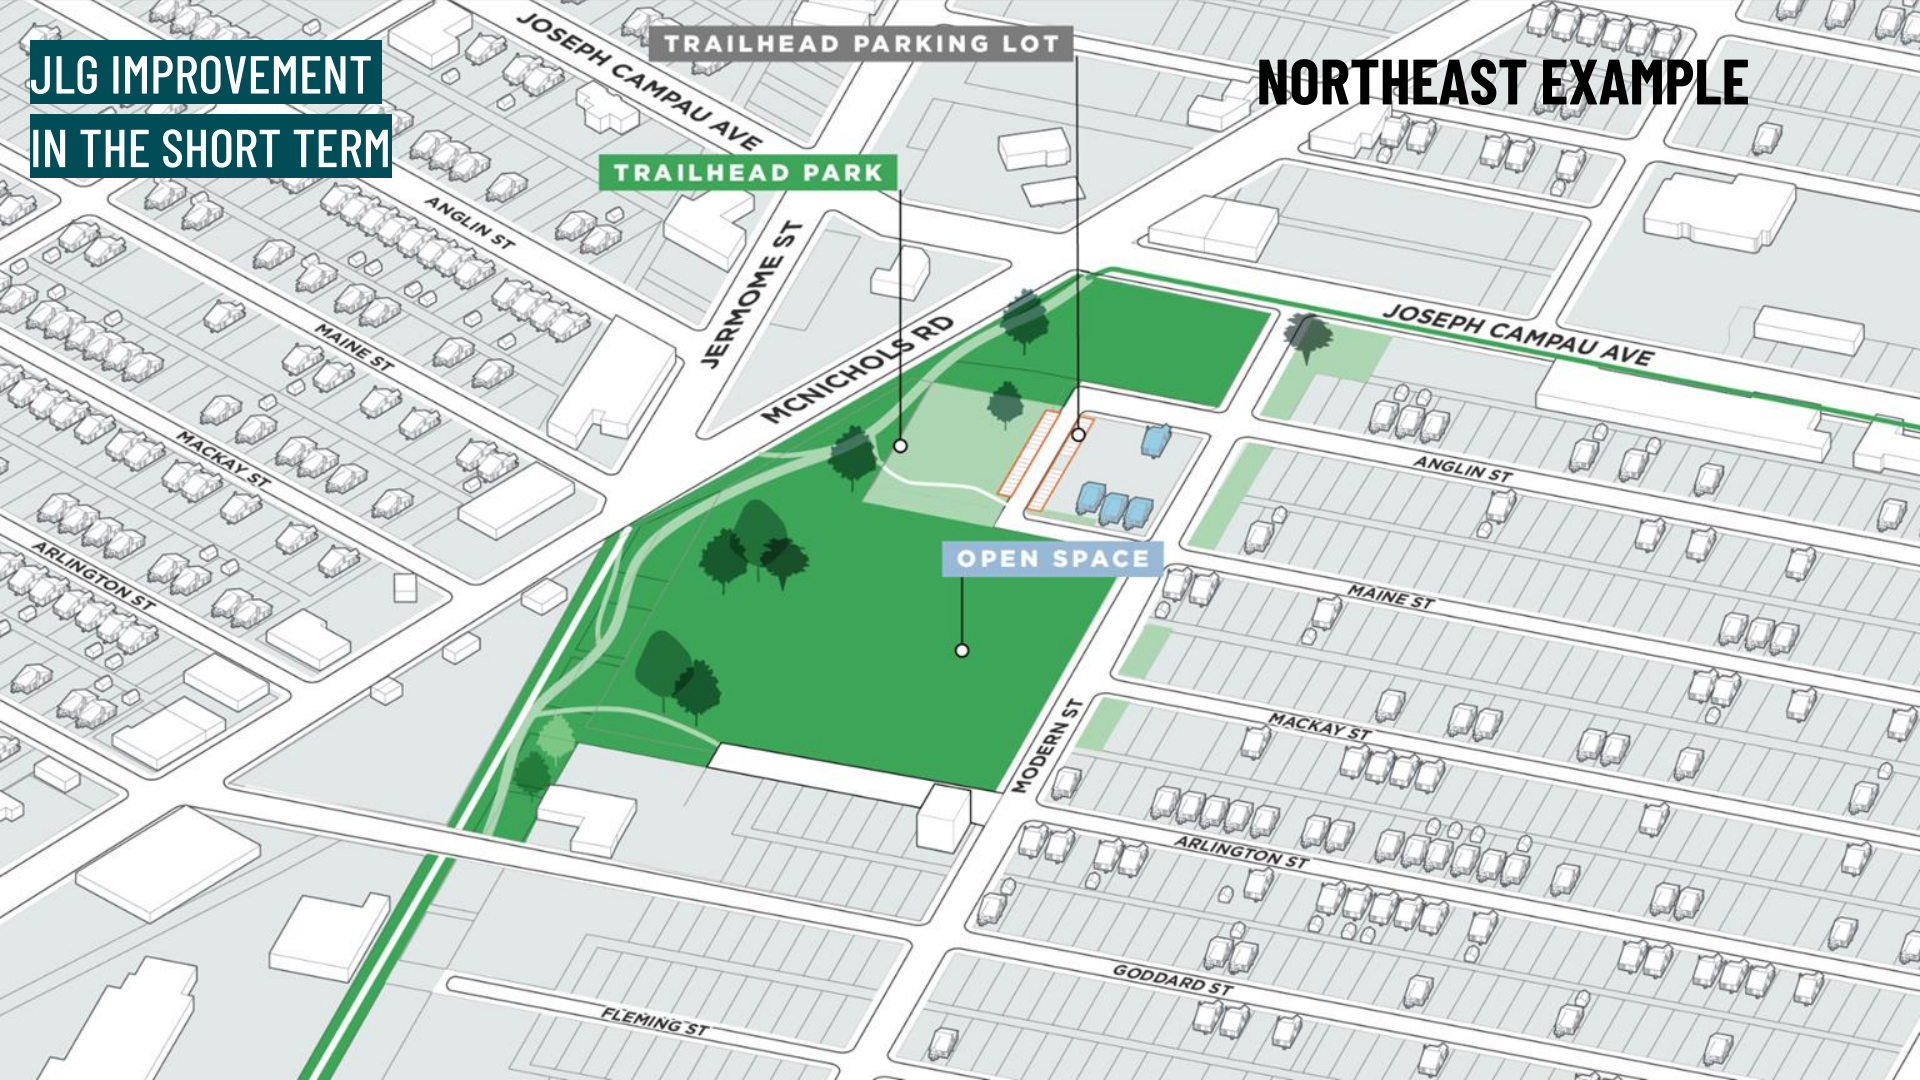 JLG IMPROVEMENT
IN THE SHORT TERM
NORTHEAST EXAMPLE
TRAILHEAD PARKING LOT
TRAILHEAD PARK
OPEN SPACE
JOSEPH CAMPAU AVE
ANGLIN ST
JERMOME ST
MCNICHOLS RD
MAINE ST
MACKAY ST
ARLINGTON ST
JOSEPH CAMPAU AVE
ANGLIN ST
MAINE ST
MACKAY ST
MODERN ST
ARLINGTON ST
GODDARD ST
FLEMING ST